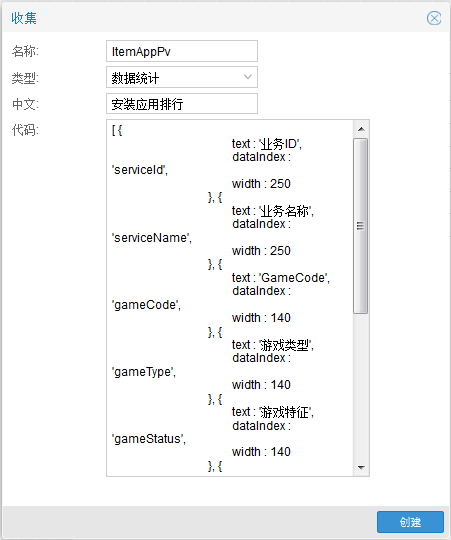 收集
名称: ItemAppPv
类型: 数据统计
中文: 安装应用排行
代码: [ {
text : '业务ID',
dataIndex :
'serviceId',
width : 250
}, {
text : '业务名称',
dataIndex :
'serviceName',
width : 250
}, {
text : 'GameCode',
dataIndex :
'gameCode',
width : 140
}, {
text : '游戏类型',
dataIndex :
'gameType',
width : 140
}, {
text : '游戏特征',
dataIndex :
'gameStatus',
width : 140
}, {
创建